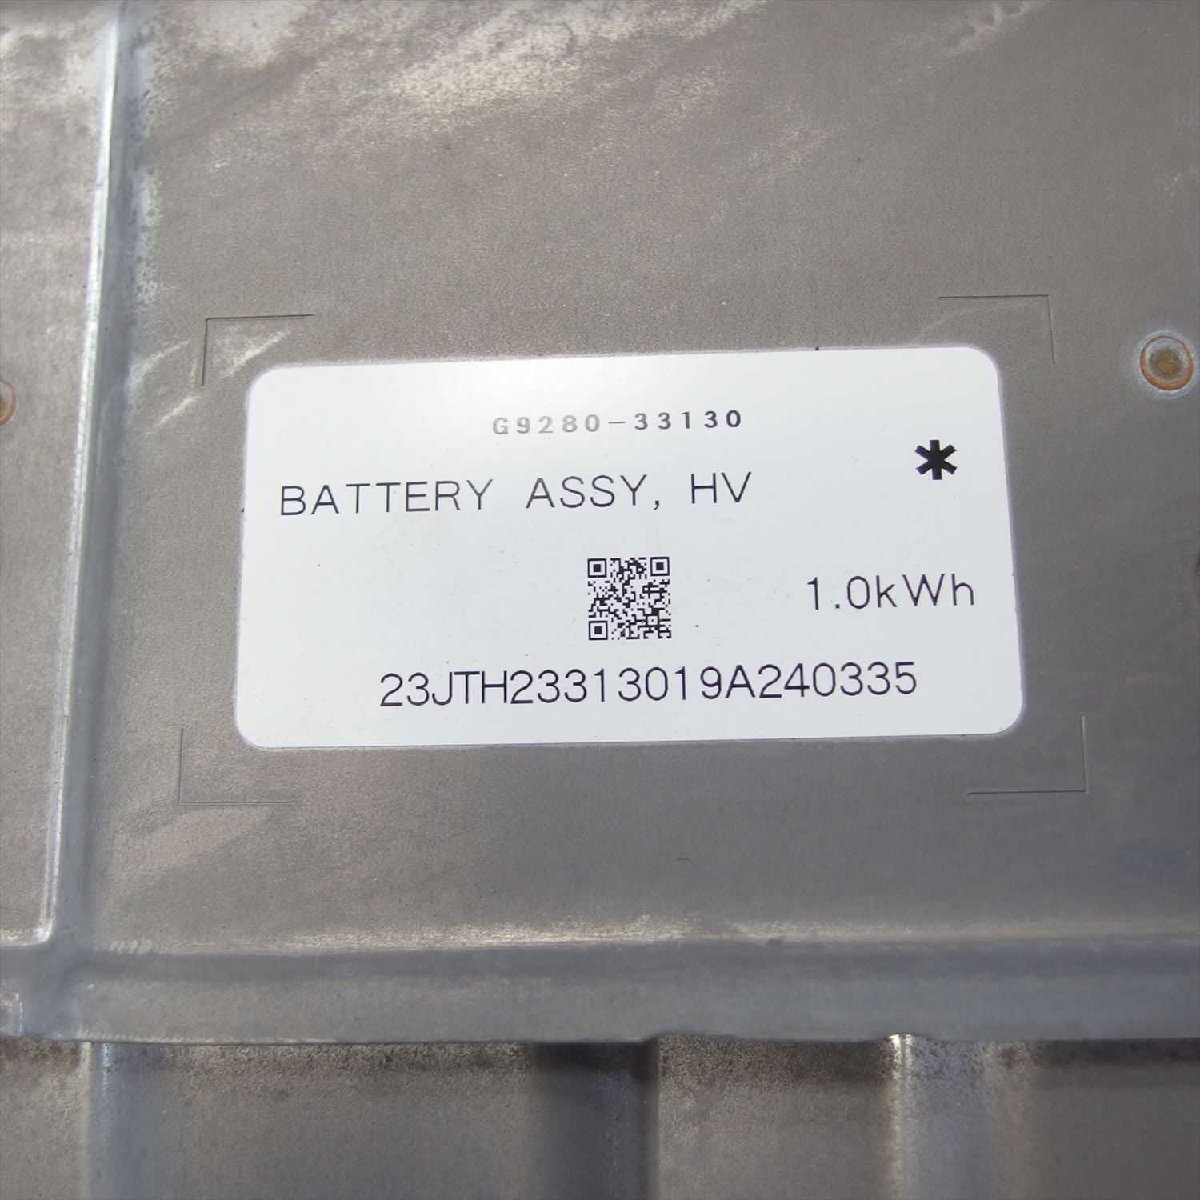 G9280-33130
BATTERY ASSY, HV
*
1.0kWh
23JTH23313019A240335